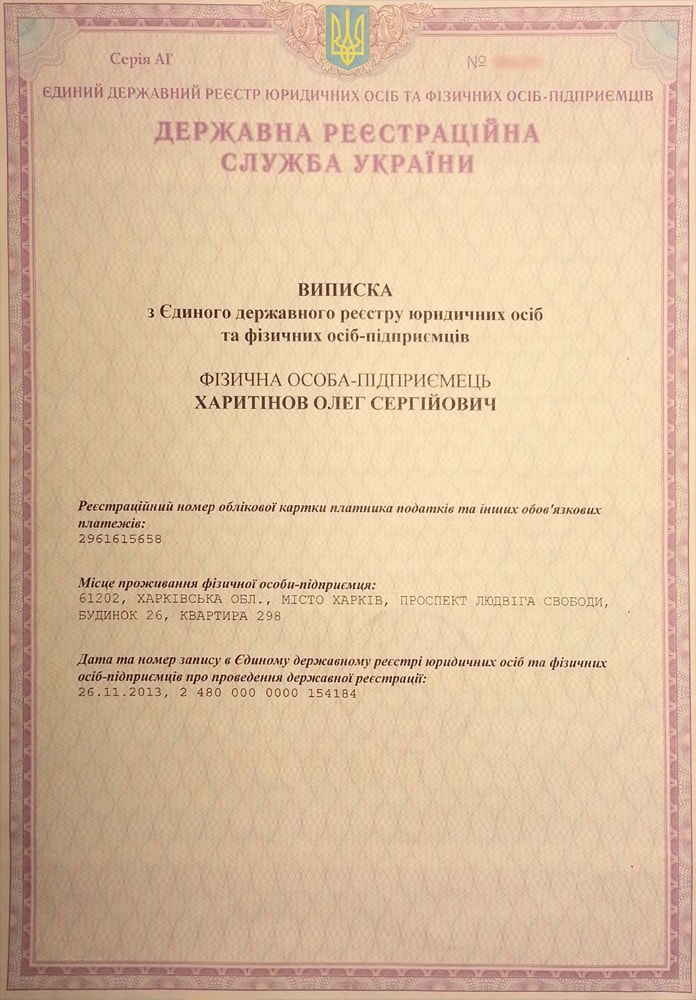 Серія АГ №
ЄДИНИЙ ДЕРЖАВНИЙ РЕЄСТР ЮРИДИЧНИХ ОСІБ ТА ФІЗИЧНИХ ОСІБ-ПІДПРИЄМЦІВ
ДЕРЖАВНА РЕЄСТРАЦІЙНА
СЛУЖБА УКРАЇНИ
ВИПИСКА
з Єдиного державного реєстру юридичних осіб
та фізичних осіб-підприємців
ФІЗИЧНА ОСОБА-ПІДПРИЄМЕЦЬ
ХАРИТІНОВ ОЛЕГ СЕРГІЙОВИЧ
Реєстраційний номер облікової картки платника податків та інших обов'язкових
платежів:
2961615658
Місце проживання фізичної особи-підприємця:
61202, ХАРКІВСЬКА ОБЛ., МІСТО ХАРКІВ, ПРОСПЕКТ ЛЮДВІГА СВОБОДИ,
БУДИНОК 26, КВАРТИРА 298
Дата та номер запису в Єдиному державному реєстрі юридичних осіб та фізичних
осіб-підприємців про проведення державної реєстрації:
26.11.2013, 2 480 000 0000 154184